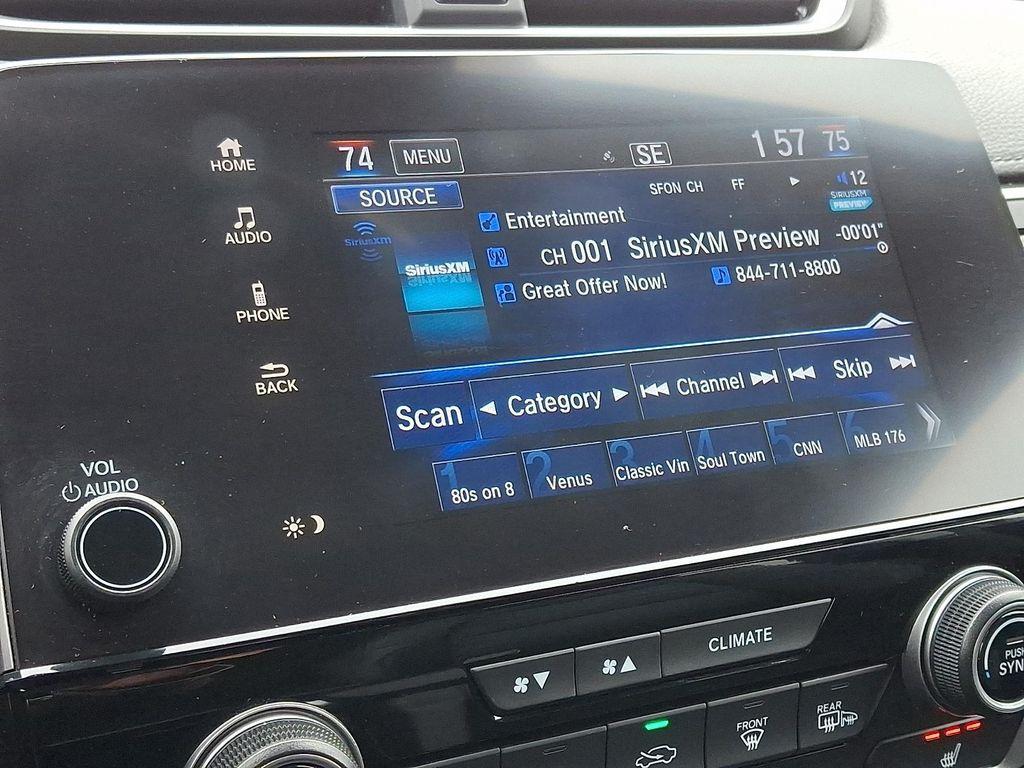 HOME
AUDIO
PHONE
BACK
VOL
AUDIO
74 MENU SE 1 57 75
SOURCE SFON CH FF 12
SIRIUSXM
PREVIEW
SiriusXM
SiriusXM
Entertainment
CH 001 SiriusXM Preview -00'01"
Great Offer Now! 844-711-8800
Scan Category Channel Skip
1 80s on 8
2 Venus
3 Classic Vin
4 Soul Town
5 CNN
6 MLB 176
CLIMATE
FRONT
REAR
PUSH
SYN